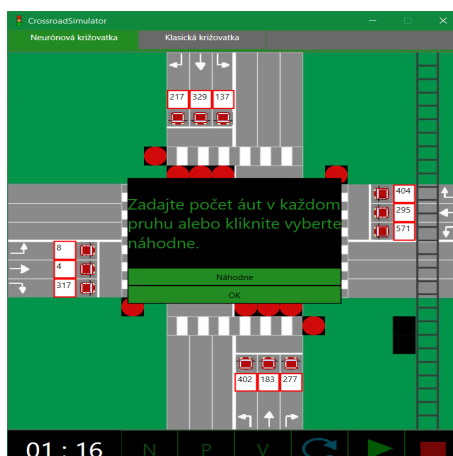 CrossroadSimulator
Neurónová križovatka
Klasická križovatka
217 329 137
Zadajte počet áut v každom
pruhu alebo kliknite vyberte
náhodne.
404
295
571
8
4
317
Náhodne
OK
402 183 277
01 : 16
N P V